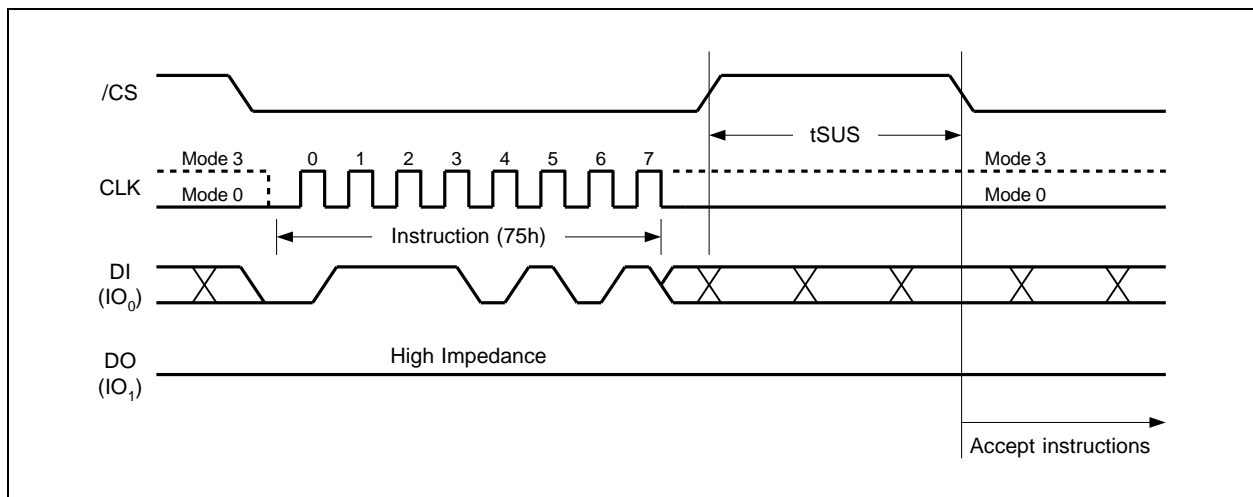 /CS
tSUS
Mode 3
0 1 2 3 4 5 6 7
Mode 3
CLK
Mode 0
Mode 0
Instruction (75h)
DI
(IO₀)
High Impedance
DO
(IO₁)
Accept instructions